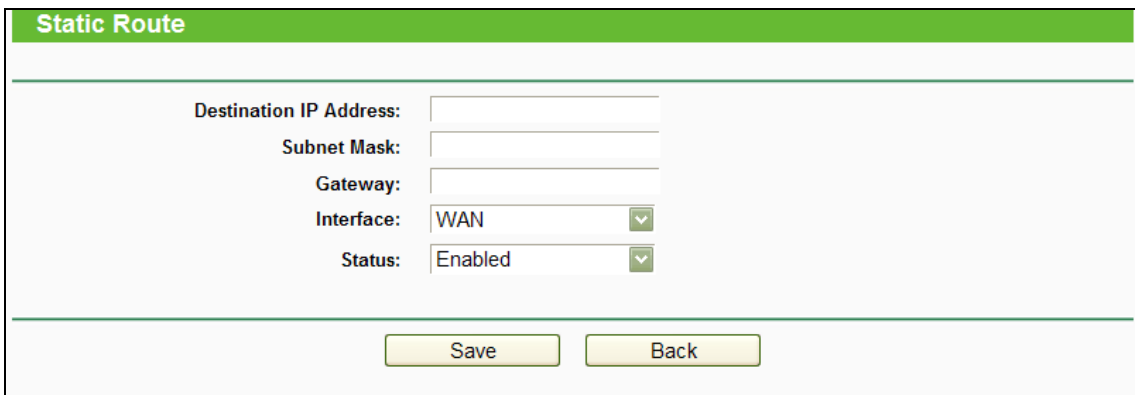 Static Route
Destination IP Address:
Subnet Mask:
Gateway:
Interface: WAN
Status: Enabled
Save Back